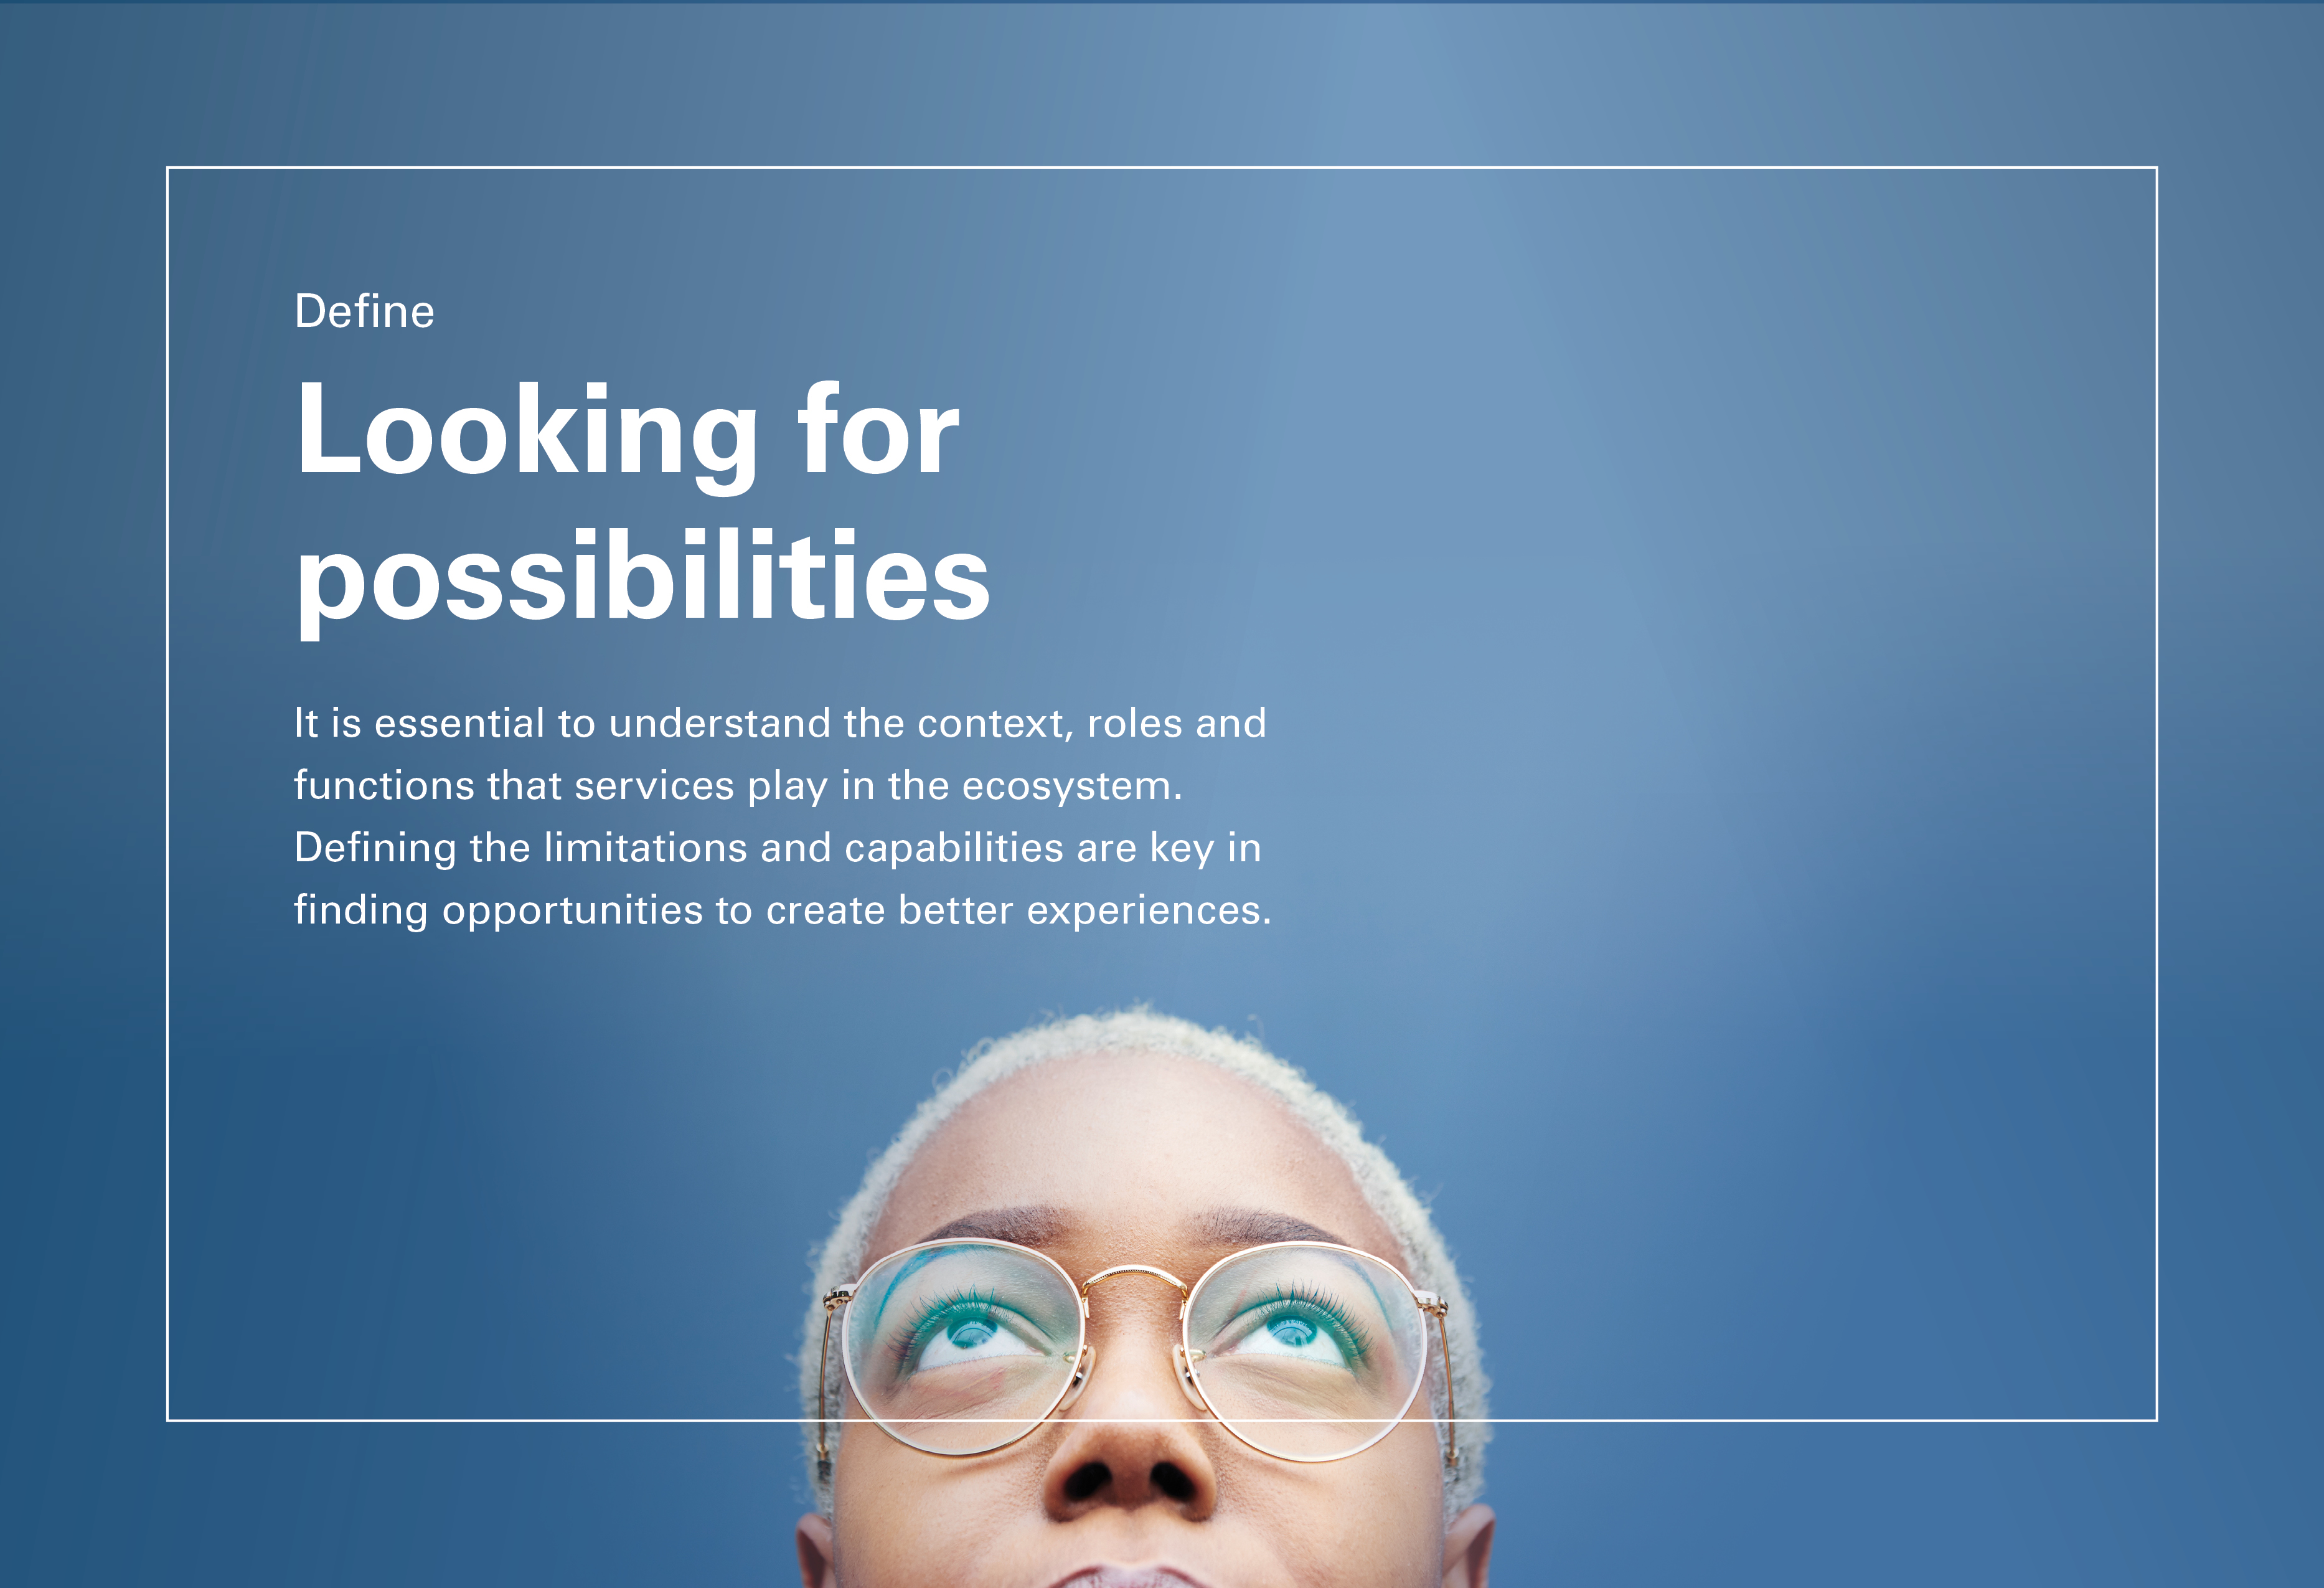 Define
Looking for
possibilities
It is essential to understand the context, roles and
functions that services play in the ecosystem.
Defining the limitations and capabilities are key in
finding opportunities to create better experiences.